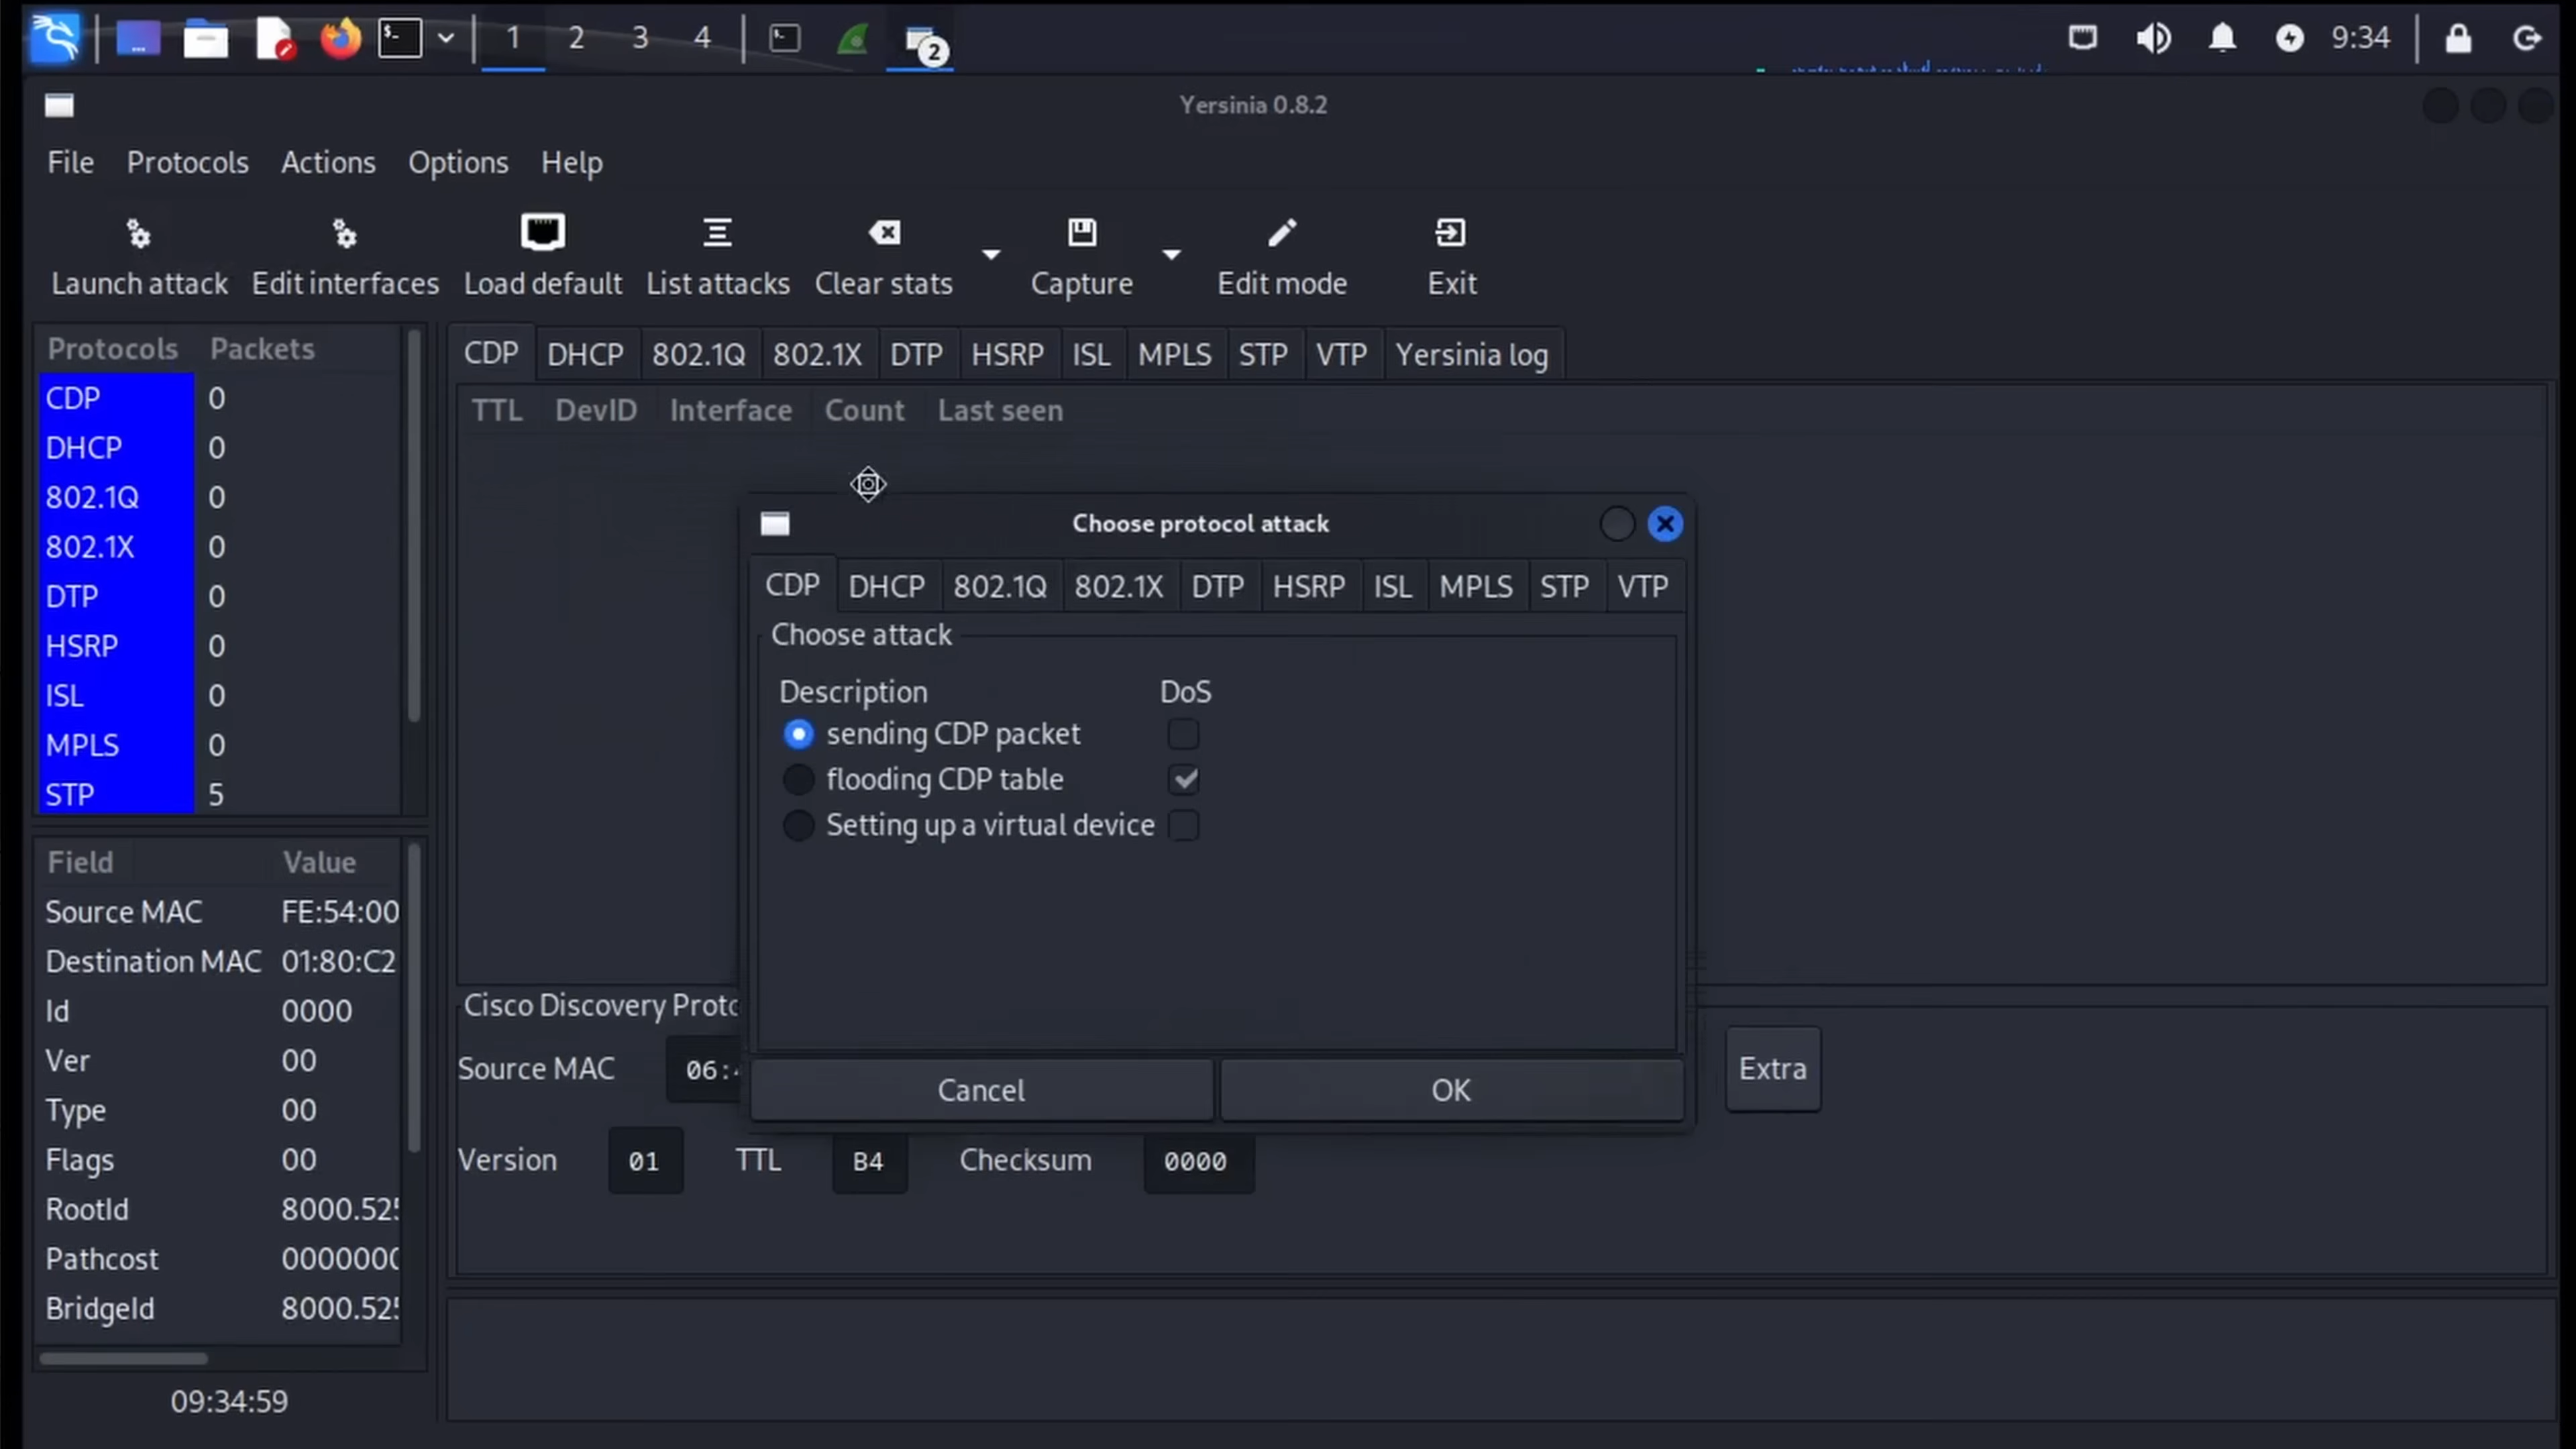 1 2 3 4 2 9:34
Yersinia 0.8.2
File Protocols Actions Options Help
Launch attack Edit interfaces Load default List attacks Clear stats Capture Edit mode Exit
Protocols Packets
CDP 0
DHCP 0
802.1Q 0
802.1X 0
DTP 0
HSRP 0
ISL 0
MPLS 0
STP 5
Field Value
Source MAC FE:54:00
Destination MAC 01:80:C2
Id 0000
Ver 00
Type 00
Flags 00
RootId 8000.525
Pathcost 0000000
BridgeId 8000.525
09:34:59
CDP DHCP 802.1Q 802.1X DTP HSRP ISL MPLS STP VTP Yersinia log
TTL DevID Interface Count Last seen
Choose protocol attack
CDP DHCP 802.1Q 802.1X DTP HSRP ISL MPLS STP VTP
Choose attack
Description DoS
sending CDP packet
flooding CDP table
Setting up a virtual device
Cancel OK
Cisco Discovery Proto
Source MAC 06: Extra
Version 01 TTL B4 Checksum 0000